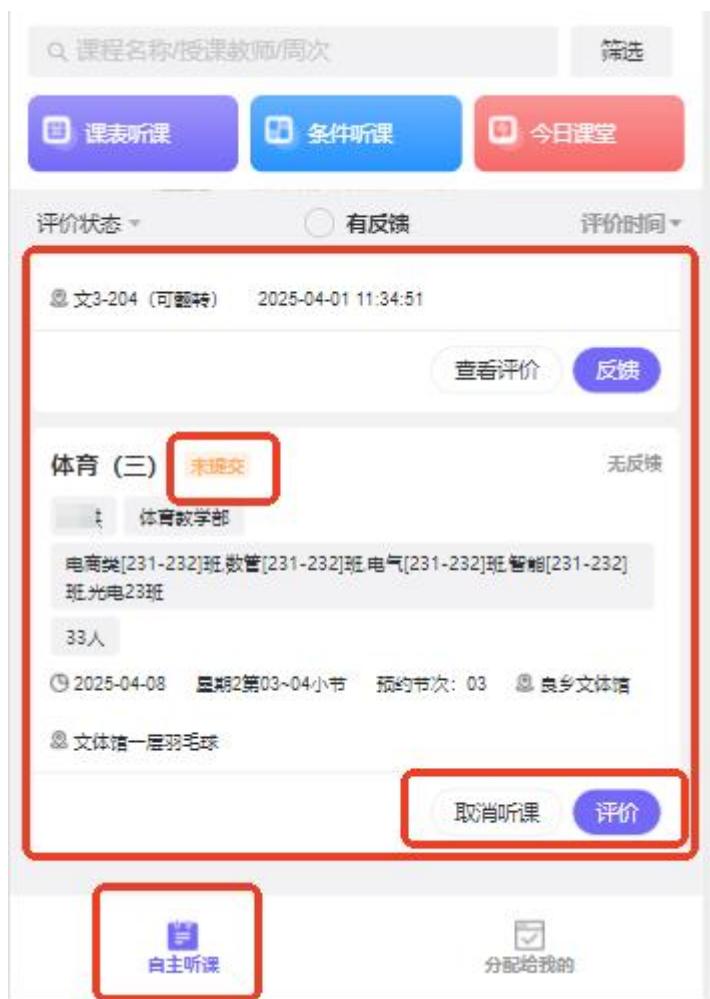 课程名称/授课教师/周次 筛选
课表听课 条件听课 今日课堂
评价状态 有反馈 评价时间
文3-204（可翻转） 2025-04-01 11:34:51
查看评价 反馈
体育（三） 未提交 无反馈
体育教学部
电商类[231-232]班,数管[231-232]班,电气[231-232]班,智能[231-232]
班,光电23班
33人
2025-04-08 星期2第03~04小节 预约节次：03 良乡文体馆
文体馆一层羽毛球
取消听课 评价
自主听课 分配给我的